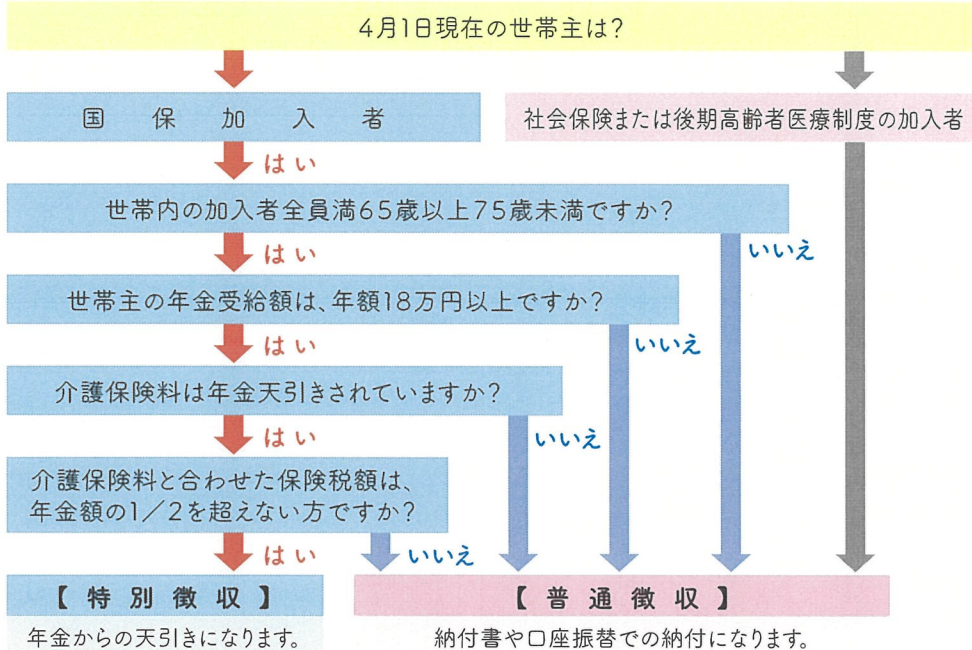 4月1日現在の世帯主は?
国保加入者
社会保険または後期高齢者医療制度の加入者
はい
世帯内の加入者全員満65歳以上75歳未満ですか?
はい
いいえ
世帯主の年金受給額は、年額18万円以上ですか?
はい
いいえ
介護保険料は年金天引きされていますか?
はい
いいえ
介護保険料と合わせた保険税額は、
年金額の1/2を超えない方ですか?
はい
いいえ
【特別徴収】
【普通徴収】
年金からの天引きになります。
納付書や口座振替での納付になります。